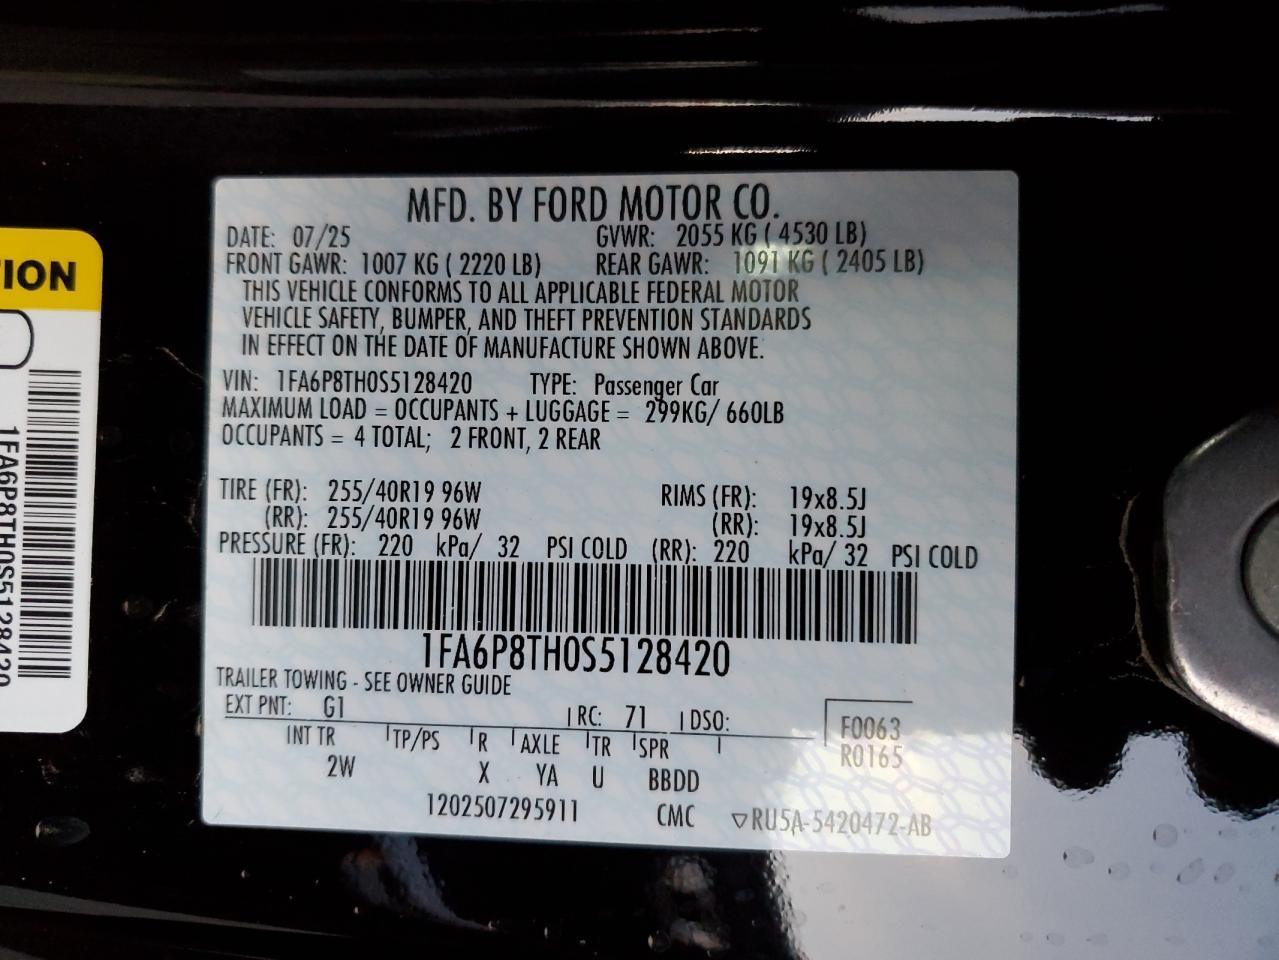 MFD. BY FORD MOTOR CO.
DATE: 07/25 GVWR: 2055 KG ( 4530 LB)
FRONT GAWR: 1007 KG ( 2220 LB) REAR GAWR: 1091 KG ( 2405 LB)
THIS VEHICLE CONFORMS TO ALL APPLICABLE FEDERAL MOTOR
VEHICLE SAFETY, BUMPER, AND THEFT PREVENTION STANDARDS
IN EFFECT ON THE DATE OF MANUFACTURE SHOWN ABOVE.
VIN: 1FA6P8TH0S5128420 TYPE: Passenger Car
MAXIMUM LOAD = OCCUPANTS + LUGGAGE = 299KG/ 660LB
OCCUPANTS = 4 TOTAL; 2 FRONT, 2 REAR
TIRE (FR): 255/40R19 96W RIMS (FR): 19x8.5J
(RR): 255/40R19 96W (RR): 19x8.5J
PRESSURE (FR): 220 kPa/ 32 PSI COLD (RR): 220 kPa/ 32 PSI COLD
1FA6P8TH0S5128420
TRAILER TOWING - SEE OWNER GUIDE
EXT PNT: G1 RC: 71 DSO: F0063
INT TR TP/PS R AXLE TR SPR R0165
2W X YA U BBDD
1202507295911 CMC ▽RU5A-5420472-AB
ION
1FA6P8TH0S5128420